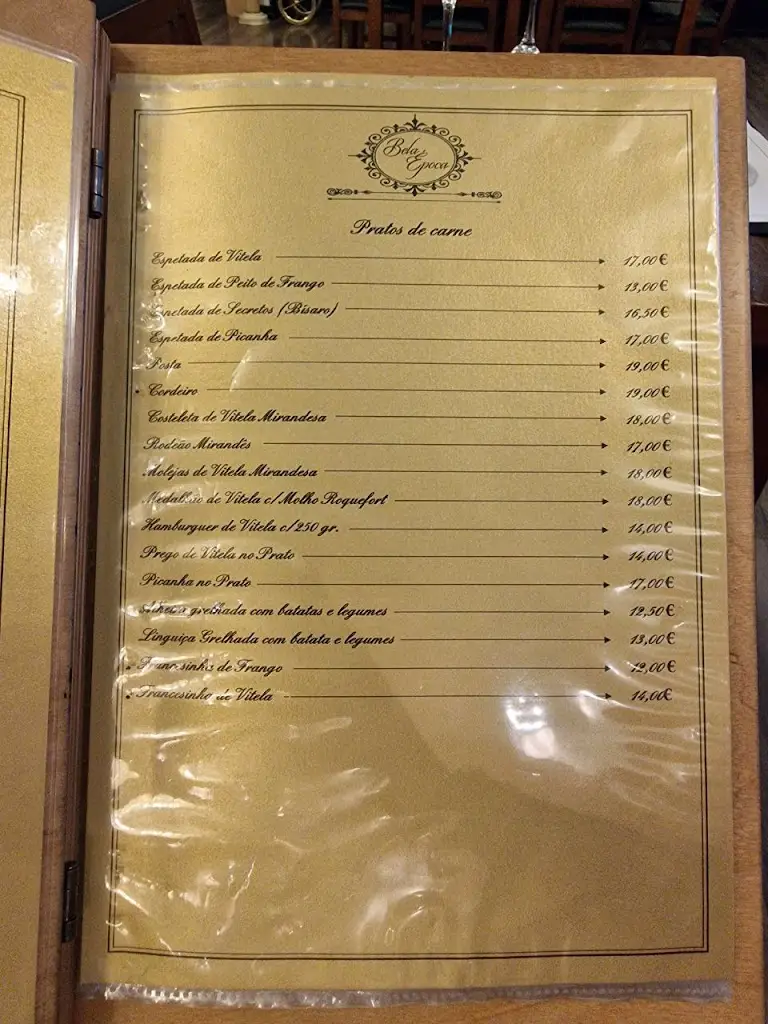 Bela Epoca
Pratos de carne
Espetada de Vitela 17,00€
Espetada de Peito de Frango 13,00€
Espetada de Secretos (Bísaro) 16,50€
Espetada de Picanha 17,00€
Posta 19,00€
Cordeiro 19,00€
Costeleta de Vitela Mirandesa 18,00€
Rodeão Mirandês 17,00€
Molejas de Vitela Mirandesa 18,00€
Medalhão de Vitela c/Molho Roquefort 18,00€
Hamburguer de Vitela c/250 gr. 14,00€
Prego de Vitela no Prato 14,00€
Picanha no Prato 17,00€
Alheira grelhada com batatas e legumes 12,50€
Linguiça Grelhada com batata e legumes 13,00€
Francesinha de Frango 12,00€
Francesinha de Vitela 14,00€